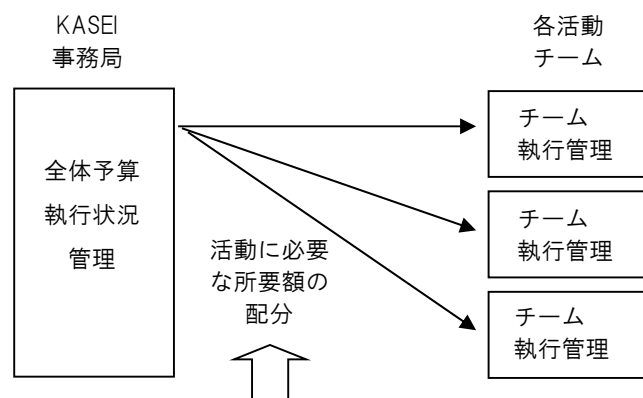 KASEI
事務局
各活動
チーム
全体予算
執行状況
管理
活動に必要
な所要額の
配分
チーム
執行管理
チーム
執行管理
チーム
執行管理